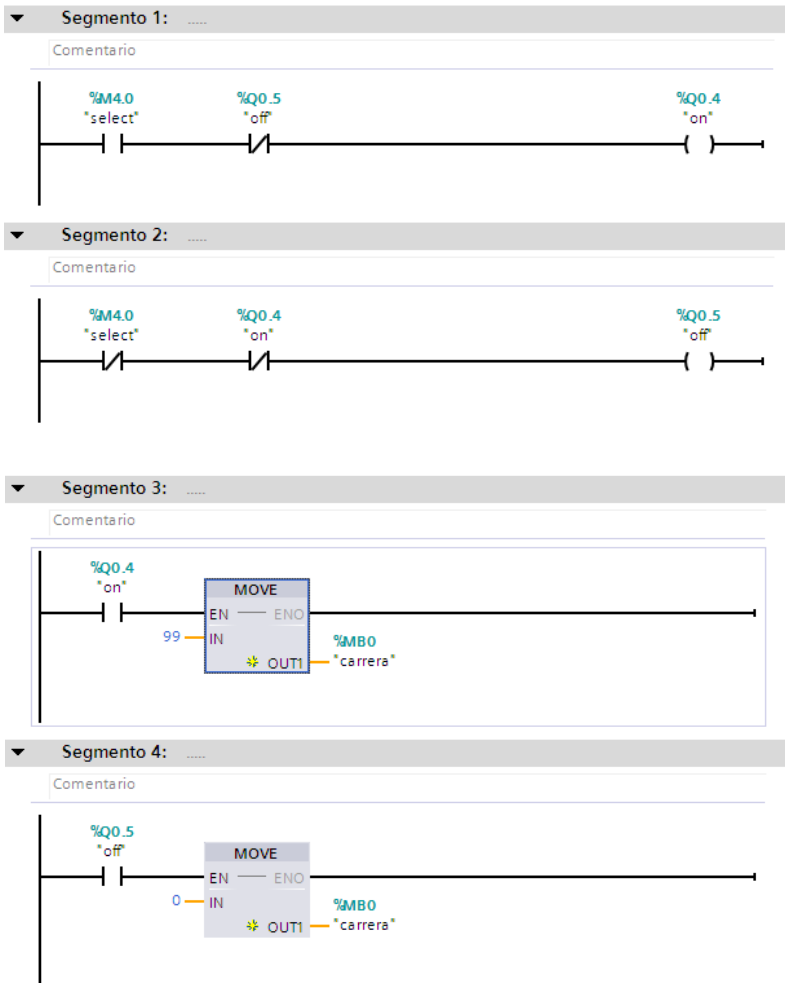 Segmento 1: .....
Comentario
%M4.0 %Q0.5 %Q0.4
"select" "off" "on"
Segmento 2: .....
Comentario
%M4.0 %Q0.4 %Q0.5
"select" "on" "off"
Segmento 3: .....
Comentario
%Q0.4
"on"
MOVE
EN ENO
99 IN
%MB0
OUT1 "carrera"
Segmento 4: .....
Comentario
%Q0.5
"off"
MOVE
EN ENO
0 IN
%MB0
OUT1 "carrera"